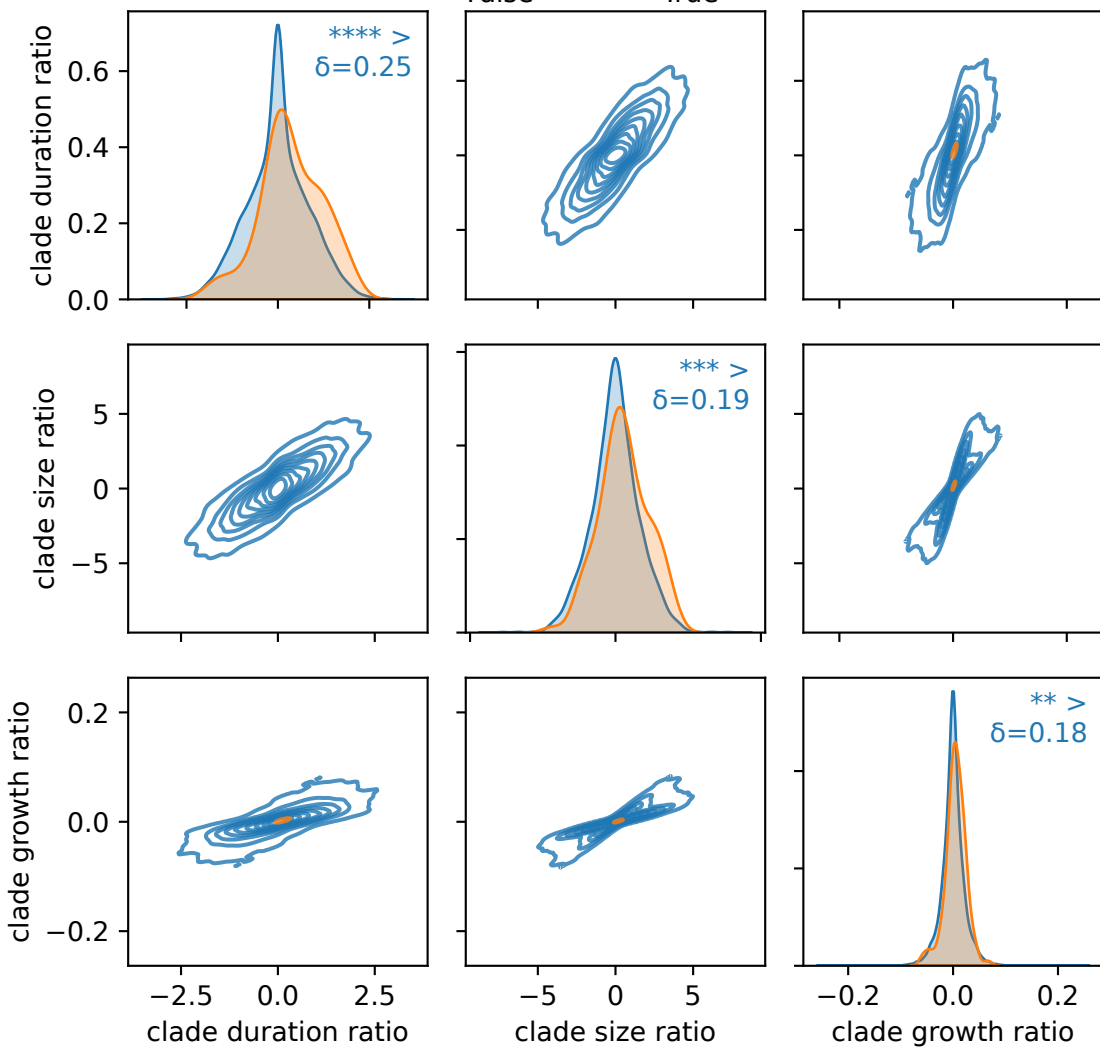 **** >
δ=0.25
clade duration ratio
0.6
0.4
0.2
0.0
*** >
δ=0.19
clade size ratio
5
0
−5
** >
δ=0.18
clade growth ratio
0.2
0.0
−0.2
−2.5 0.0 2.5
−5 0 5
−0.2 0.0 0.2
clade duration ratio
clade size ratio
clade growth ratio